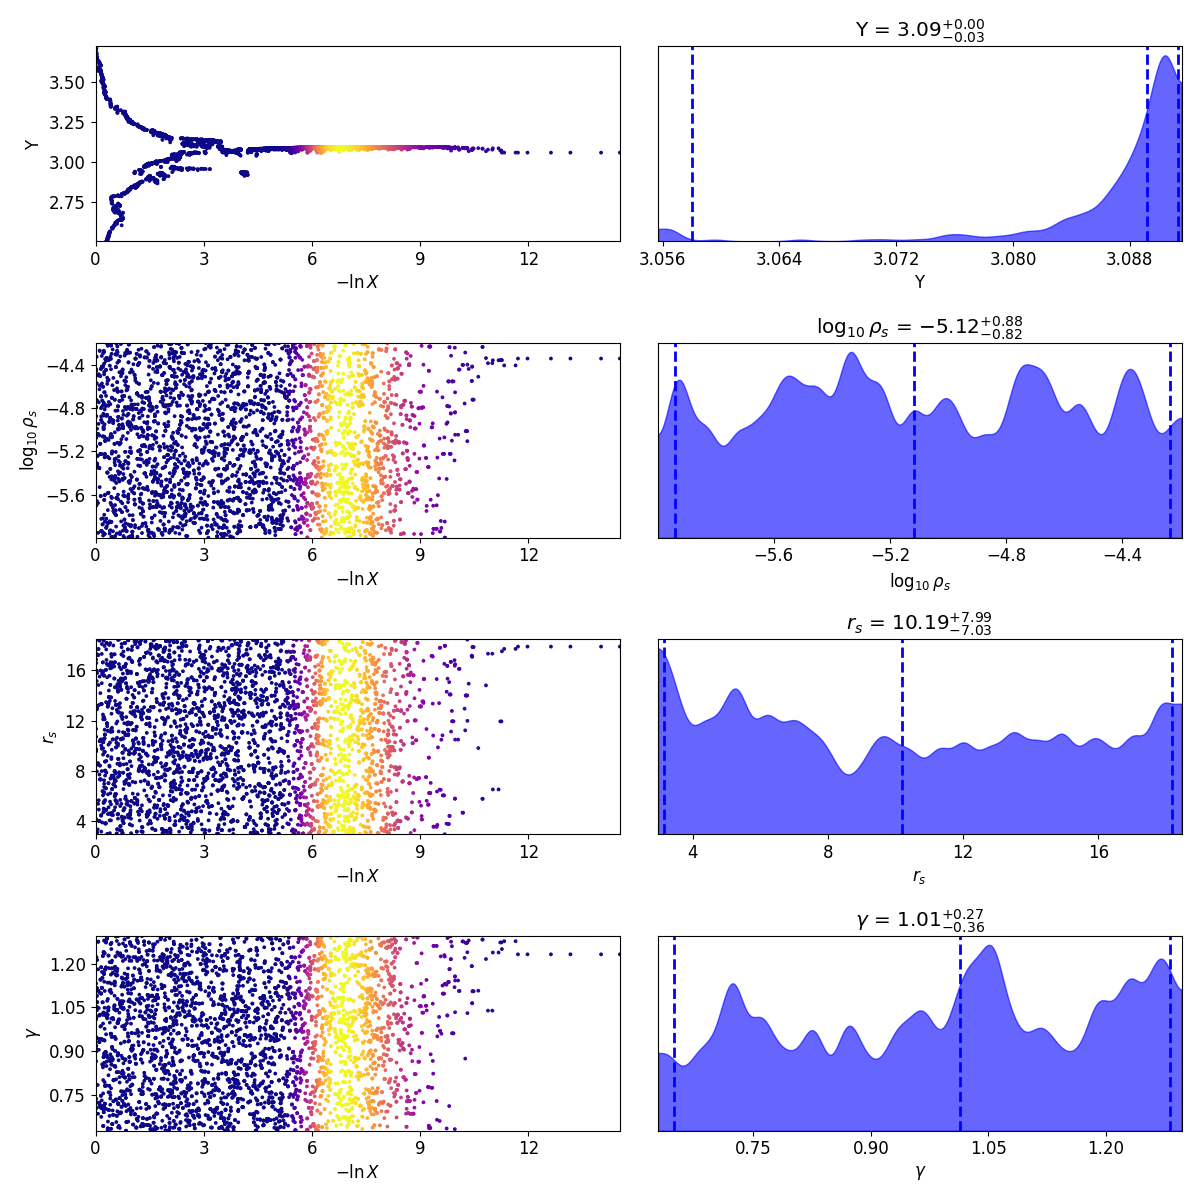 Y = 3.09^{+0.00}_{-0.03}
3.50
3.25
3.00
2.75
Y
0 3 6 9 12
−ln X
3.056 3.064 3.072 3.080 3.088
Y
log₁₀ ρₛ = −5.12^{+0.88}_{-0.82}
−4.4
−4.8
−5.2
−5.6
log₁₀ ρₛ
0 3 6 9 12
−ln X
−5.6 −5.2 −4.8 −4.4
log₁₀ ρₛ
rₛ = 10.19^{+7.99}_{-7.03}
16
12
8
4
rₛ
0 3 6 9 12
−ln X
4 8 12 16
rₛ
γ = 1.01^{+0.27}_{-0.36}
1.20
1.05
0.90
0.75
γ
0 3 6 9 12
−ln X
0.75 0.90 1.05 1.20
γ